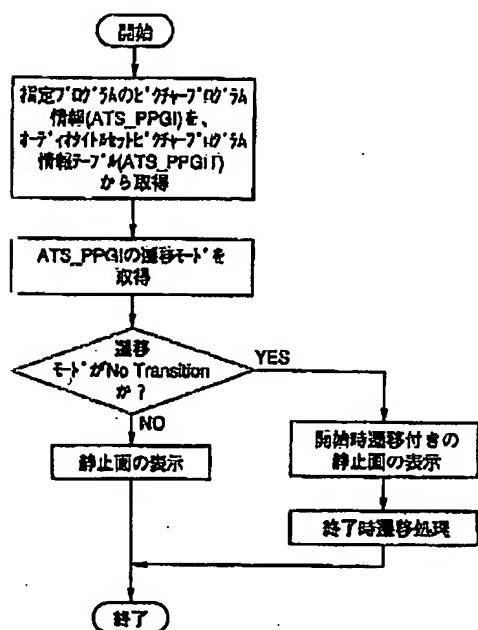 開始
指定プログラムのピクチャープログラム
情報(ATS_PPGI)を、
オーディオタイトルセットピクチャープログラム
情報テーブル(ATS_PPGIT)
から取得
ATS_PPGIの遷移モードを
取得
遷移
モードがNo Transition
か?
YES
NO
静止画の表示
開始時遷移付きの
静止画の表示
終了時遷移処理
終了